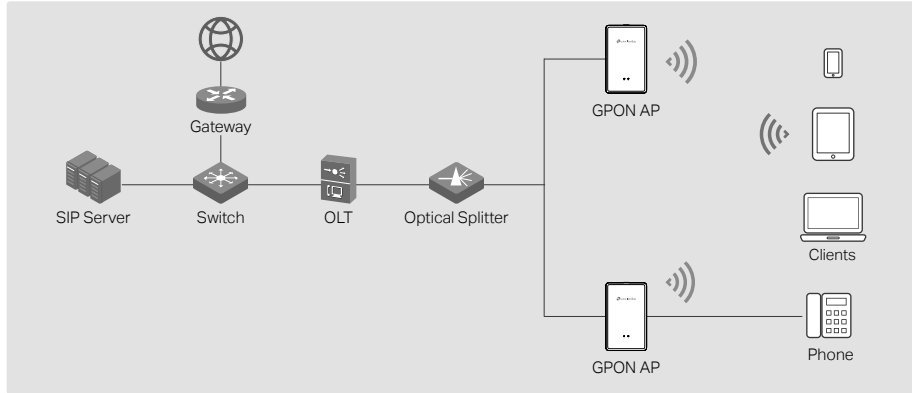 Gateway
GPON AP
SIP Server
Switch
OLT
Optical Splitter
Clients
GPON AP
Phone